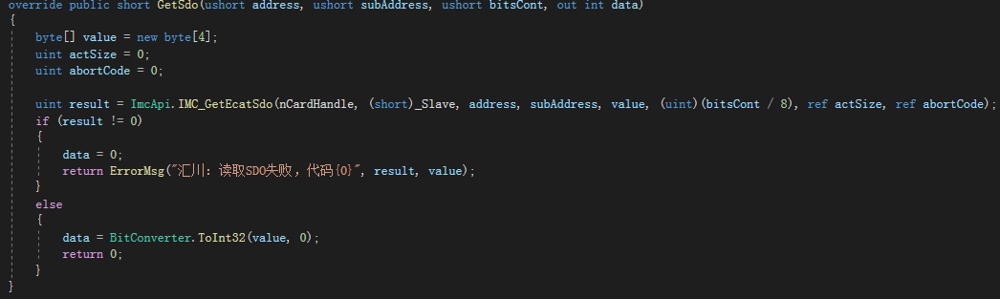 override public short GetSdo(ushort address, ushort subAddress, ushort bitsCont, out int data)
{
byte[] value = new byte[4];
uint actSize = 0;
uint abortCode = 0;
uint result = ImcApi.IMC_GetEcatSdo(nCardHandle, (short)_Slave, address, subAddress, value, (uint)(bitsCont / 8), ref actSize, ref abortCode);
if (result != 0)
{
data = 0;
return ErrorMsg("汇川：读取SDO失败，代码{0}", result, value);
}
else
{
data = BitConverter.ToInt32(value, 0);
return 0;
}
}